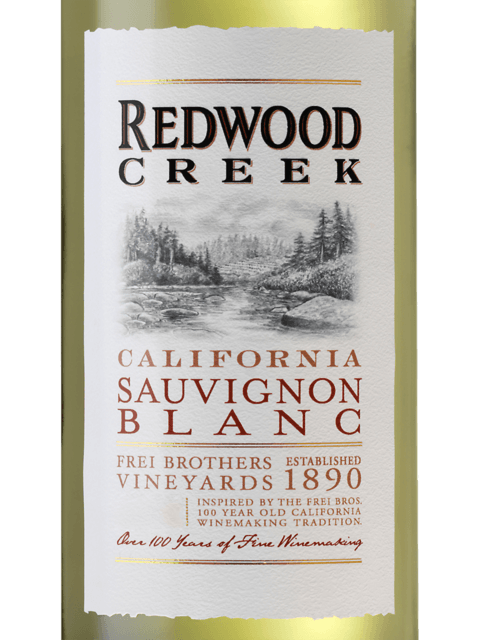 REDWOOD
CREEK
CALIFORNIA
SAUVIGNON
BLANC
FREI BROTHERS ESTABLISHED
VINEYARDS 1890
INSPIRED BY THE FREI BROS.
100 YEAR OLD CALIFORNIA
WINEMAKING TRADITION.
Over 100 Years of Fine Winemaking